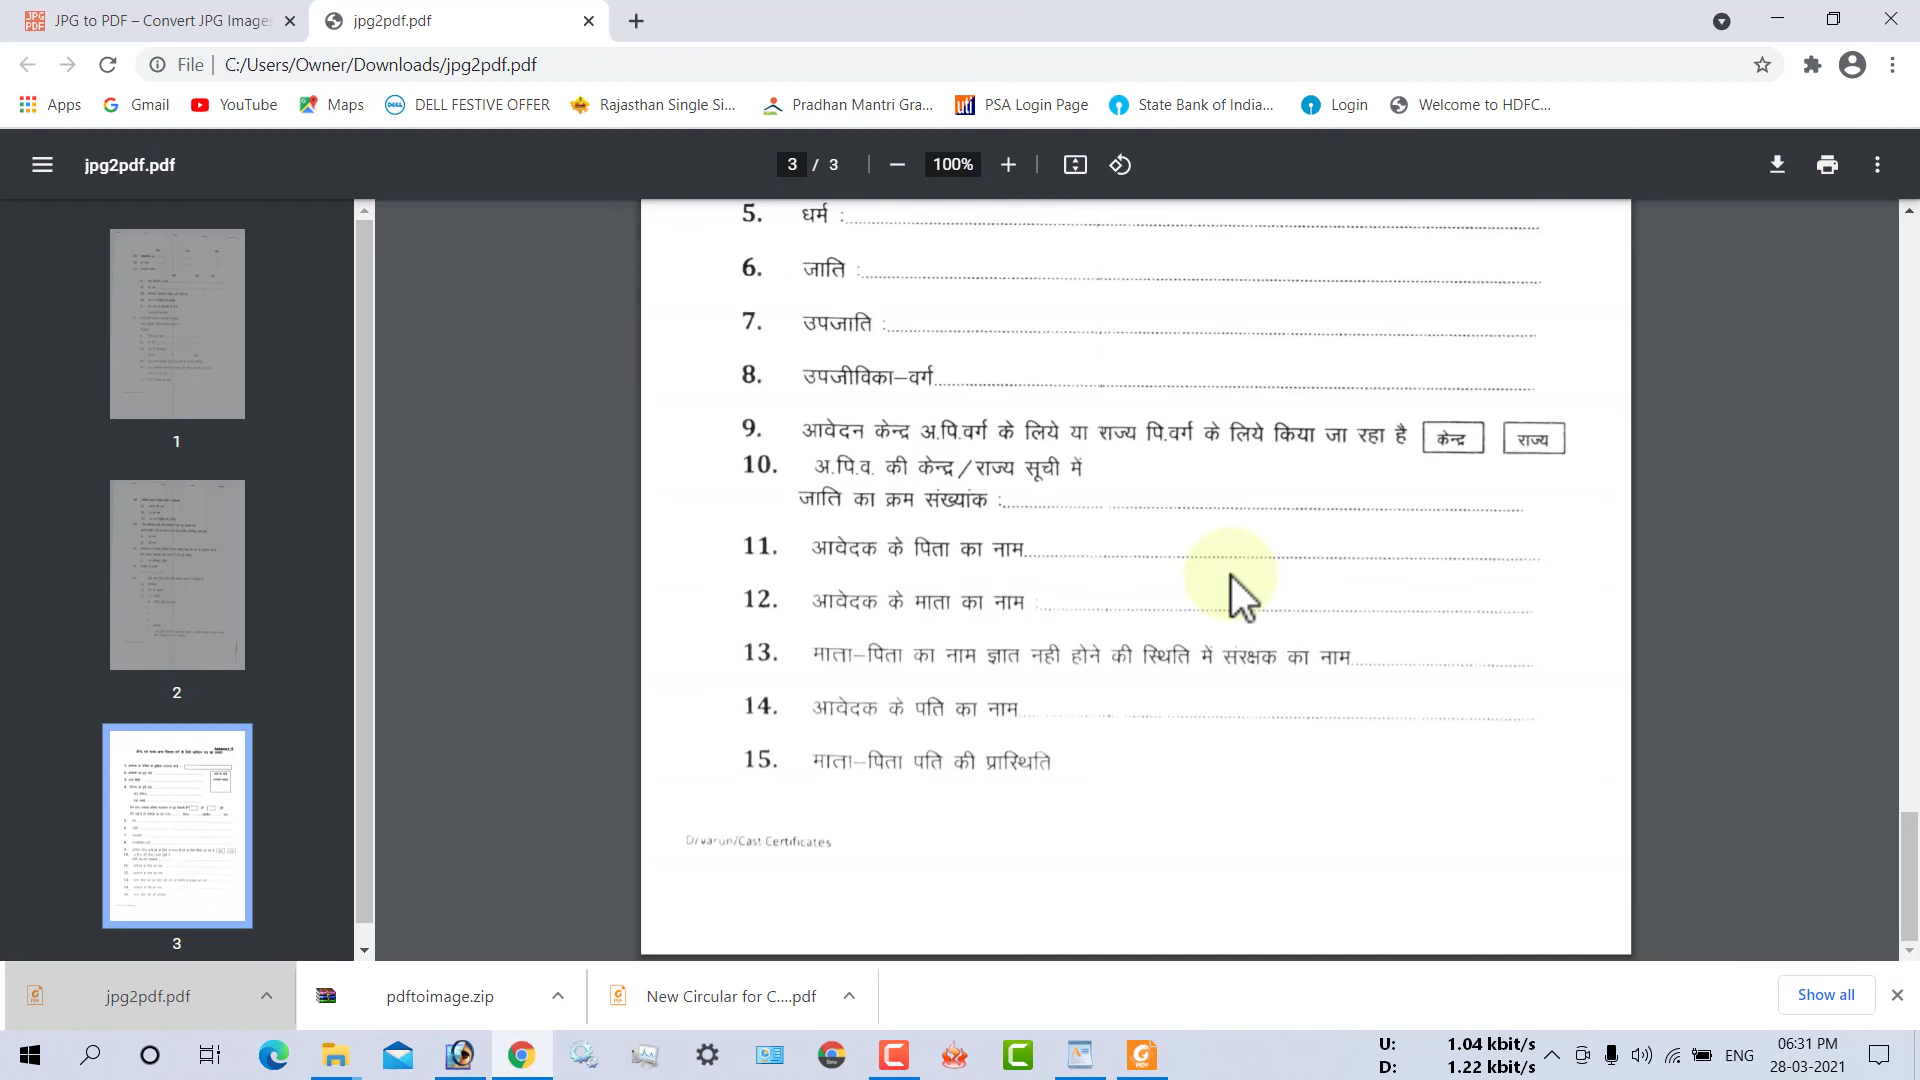 JPG to PDF – Convert JPG Images
jpg2pdf.pdf
File
C:/Users/Owner/Downloads/jpg2pdf.pdf
Apps
Gmail
YouTube
Maps
DELL FESTIVE OFFER
Rajasthan Single Si...
Pradhan Mantri Gra...
PSA Login Page
State Bank of India...
Login
Welcome to HDFC...
jpg2pdf.pdf
3 / 3
100%
1
2
3
5. धर्म :
6. जाति :
7. उपजाति :
8. उपजीविका–वर्ग
9. आवेदन केन्द्र अ.पि.वर्ग के लिये या राज्य पि.वर्ग के लिये किया जा रहा है केन्द्र राज्य
10. अ.पि.व. की केन्द्र/राज्य सूची में
जाति का क्रम संख्यांक :
11. आवेदक के पिता का नाम
12. आवेदक के माता का नाम :
13. माता–पिता का नाम ज्ञात नही होने की स्थिति में संरक्षक का नाम
14. आवेदक के पति का नाम
15. माता–पिता पति की प्रास्थिति
D/varun/Cast Certificates
jpg2pdf.pdf
pdftoimage.zip
New Circular for C....pdf
Show all
U: 1.04 kbit/s
D: 1.22 kbit/s
ENG
06:31 PM
28-03-2021